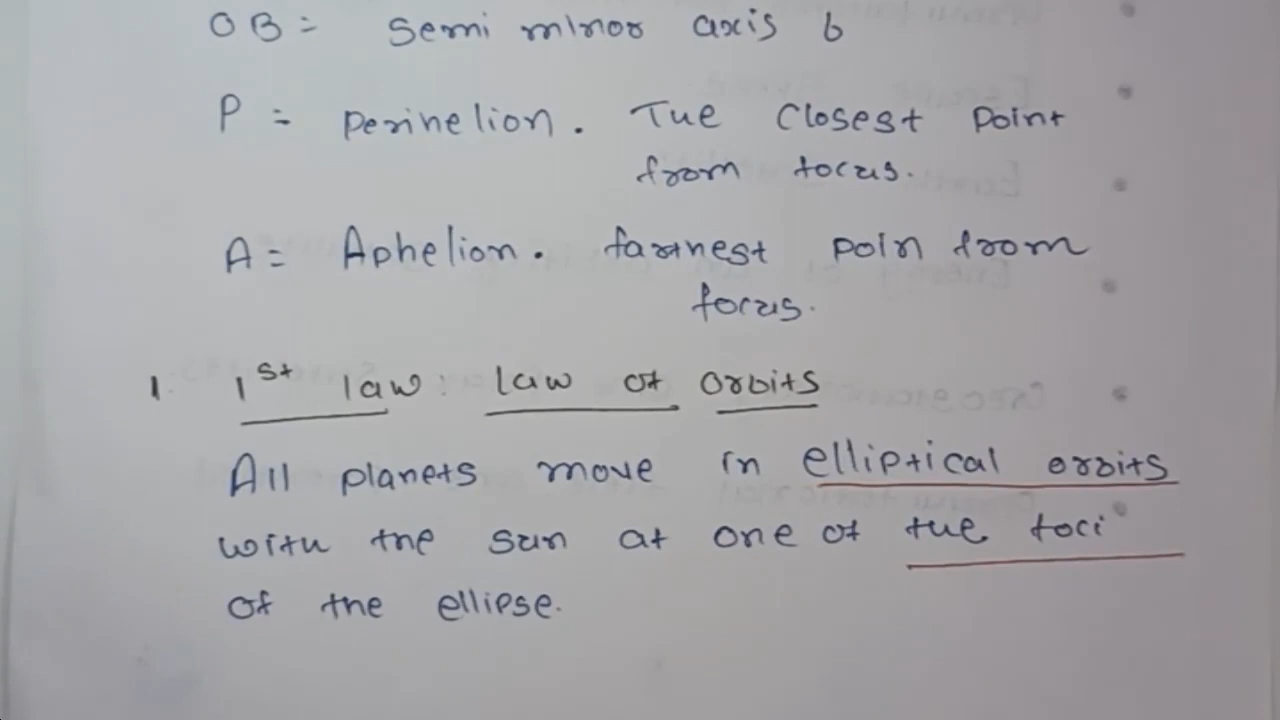 OB = semi minor axis b
P = perihelion. The closest point
from focus.
A = Aphelion. farthest poin from
focus.
1. 1st law: law of orbits
All planets move in elliptical orbits
with the sun at one of the foci
of the ellipse.